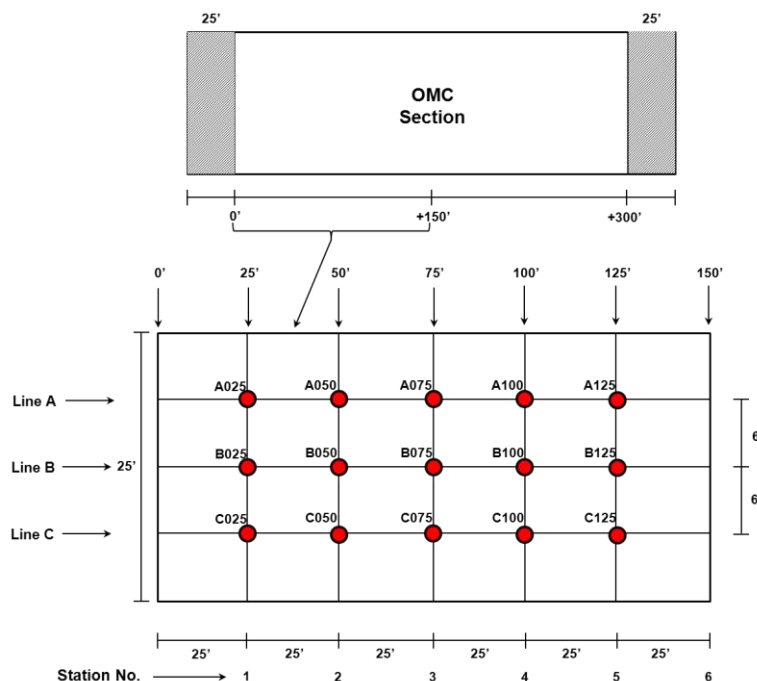 25' 25'
OMC
Section
0' +150' +300'
0' 25' 50' 75' 100' 125' 150'
A025 A050 A075 A100 A125
Line A
6
B025 B050 B075 B100 B125
Line B 25'
6
C025 C050 C075 C100 C125
Line C
25' 25' 25' 25' 25' 25'
Station No. 1 2 3 4 5 6